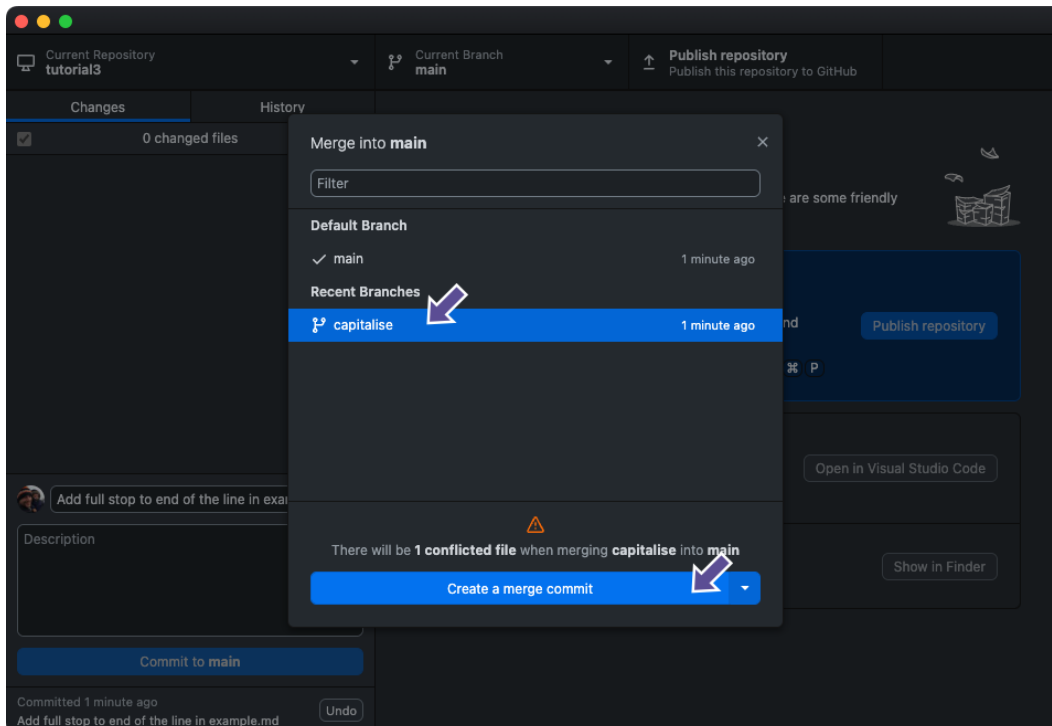 Current Repository
tutorial3
Current Branch
main
Publish repository
Publish this repository to GitHub
Changes
History
0 changed files
Merge into main
Filter
Default Branch
main
1 minute ago
Recent Branches
capitalise
1 minute ago
are some friendly
nd
Publish repository
⌘ P
Open in Visual Studio Code
Show in Finder
There will be 1 conflicted file when merging capitalise into main
Create a merge commit
Add full stop to end of the line in exa
Description
Commit to main
Committed 1 minute ago
Add full stop to end of the line in example.md
Undo